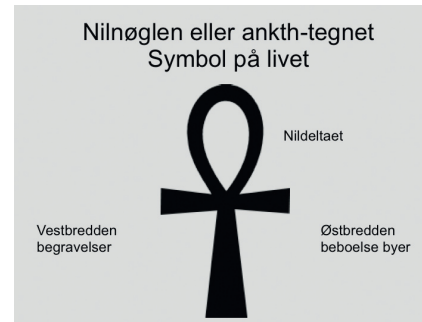 Nilnøglen eller ankth-tegnet
Symbol på livet
Nildeltaet
Vestbredden
begravelser
Østbredden
beboelse byer